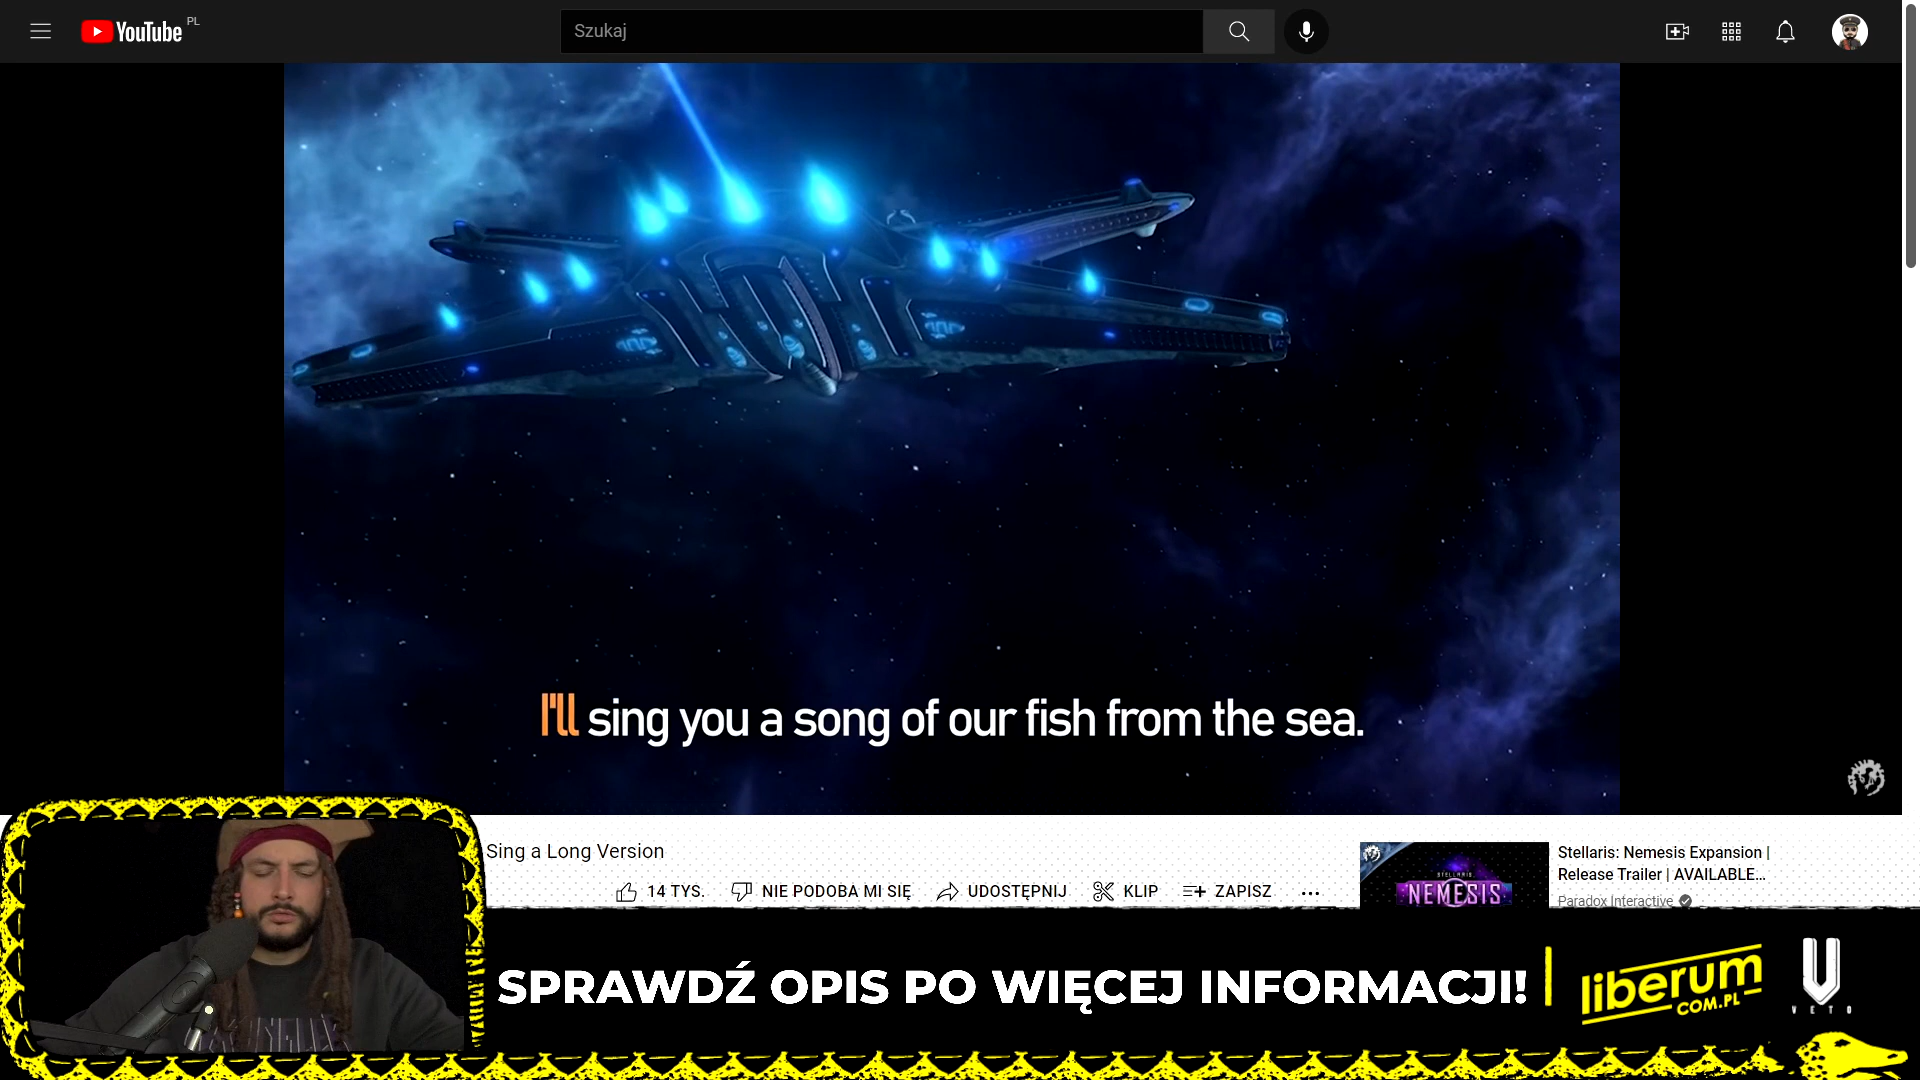 YouTube PL
Szukaj
I'll sing you a song of our fish from the sea.
Sing a Long Version
14 TYS.
NIE PODOBA MI SIĘ
UDOSTĘPNIJ
KLIP
ZAPISZ
STELLARIS
NEMESIS
Stellaris: Nemesis Expansion |
Release Trailer | AVAILABLE...
Paradox Interactive
SPRAWDŹ OPIS PO WIĘCEJ INFORMACJI!
liberum
COM.PL
VETO